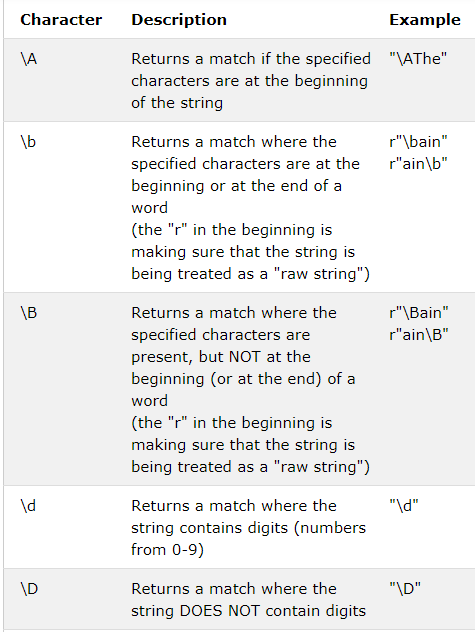 Character Description Example
\A Returns a match if the specified "\AThe"
characters are at the beginning
of the string
\b Returns a match where the r"\bain"
specified characters are at the r"ain\b"
beginning or at the end of a
word
(the "r" in the beginning is
making sure that the string is
being treated as a "raw string")
\B Returns a match where the r"\Bain"
specified characters are r"ain\B"
present, but NOT at the
beginning (or at the end) of a
word
(the "r" in the beginning is
making sure that the string is
being treated as a "raw string")
\d Returns a match where the "\d"
string contains digits (numbers
from 0-9)
\D Returns a match where the "\D"
string DOES NOT contain digits